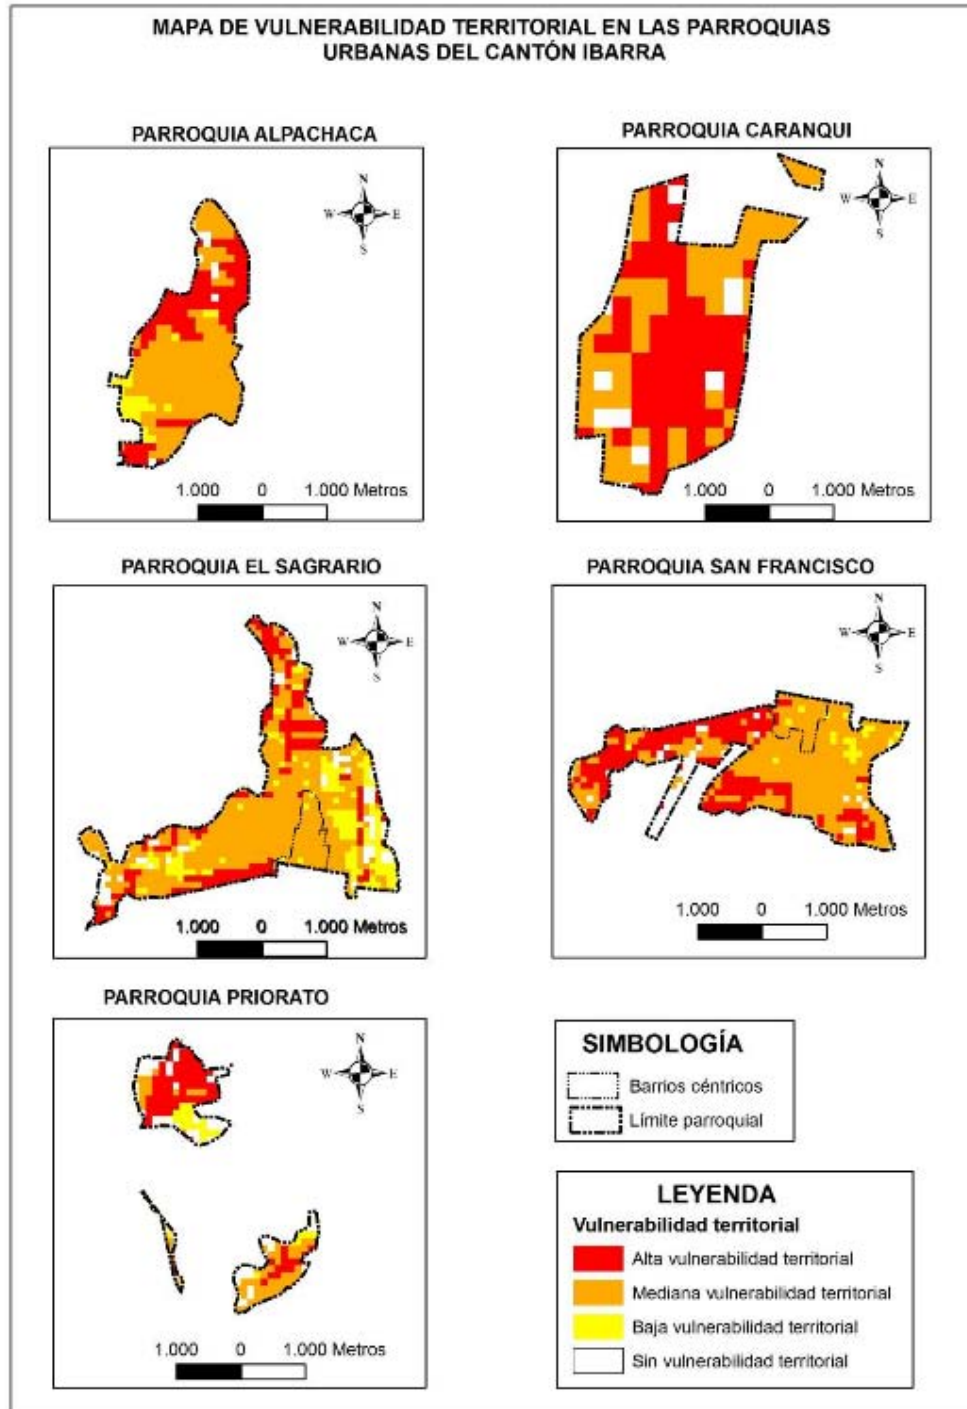 MAPA DE VULNERABILIDAD TERRITORIAL EN LAS PARROQUIAS
URBANAS DEL CANTÓN IBARRA
PARROQUIA ALPACHACA
N
W E
S
1.000 0 1.000 Metros
PARROQUIA CARANQUI
N
W E
S
1.000 0 1.000 Metros
PARROQUIA EL SAGRARIO
N
W E
S
1.000 0 1.000 Metros
PARROQUIA SAN FRANCISCO
N
W E
S
1.000 0 1.000 Metros
PARROQUIA PRIORATO
N
W E
S
1.000 0 1.000 Metros
SIMBOLOGÍA
Barrios céntricos
Límite parroquial
LEYENDA
Vulnerabilidad territorial
Alta vulnerabilidad territorial
Mediana vulnerabilidad territorial
Baja vulnerabilidad territorial
Sin vulnerabilidad territorial